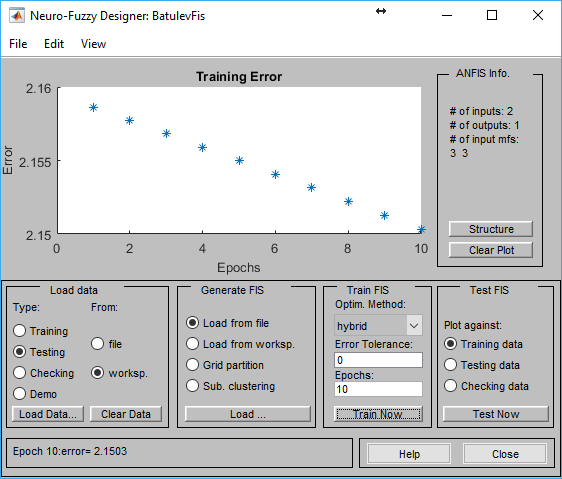 Neuro-Fuzzy Designer: BatulevFis
File Edit View
Training Error
2.16
2.155
2.15
Error
0 2 4 6 8 10
Epochs
ANFIS Info.
# of inputs: 2
# of outputs: 1
# of input mfs:
3 3
Structure
Clear Plot
Load data
Type: From:
Training
Testing
Checking
Demo
file
worksp.
Load Data... Clear Data
Generate FIS
Load from file
Load from worksp.
Grid partition
Sub. clustering
Load ...
Train FIS
Optim. Method:
hybrid
Error Tolerance:
0
Epochs:
10
Train Now
Test FIS
Plot against:
Training data
Testing data
Checking data
Test Now
Epoch 10:error= 2.1503
Help Close